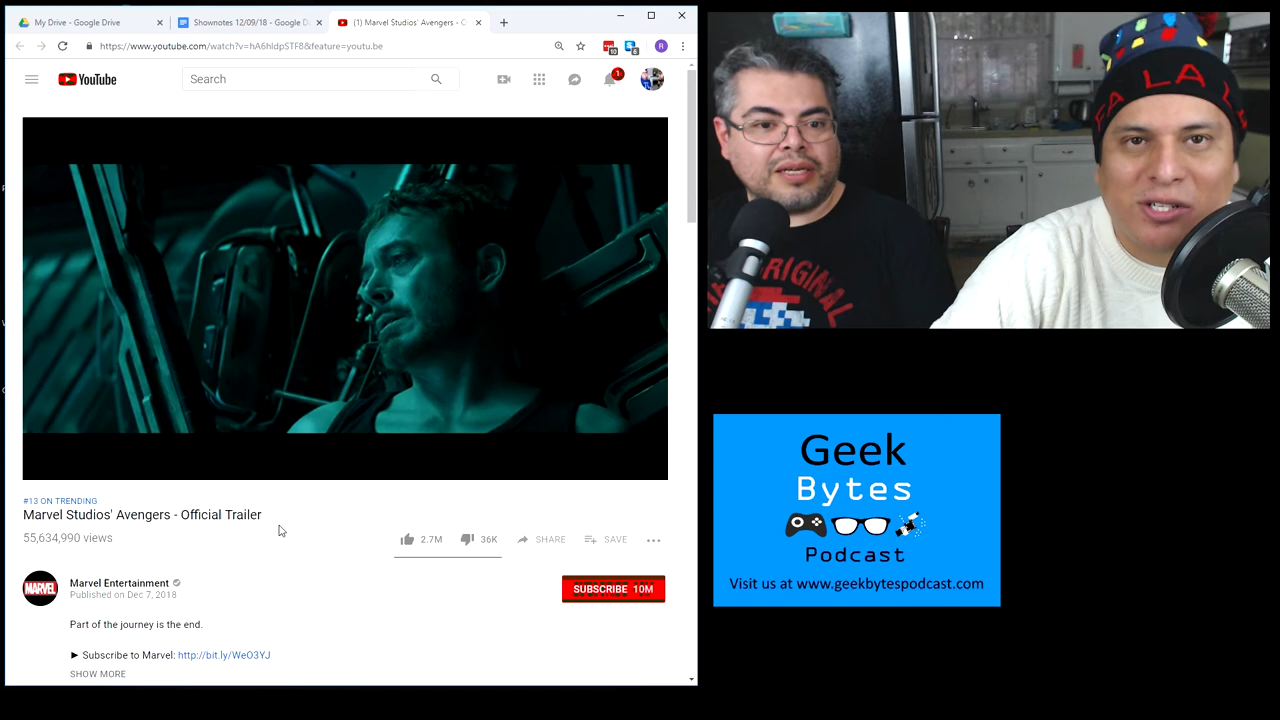 My Drive - Google Drive
Shownotes 12/09/18 - Google D
(1) Marvel Studios' Avengers - O
https://www.youtube.com/watch?v=hA6hldpSTF8&feature=youtu.be
10
6
R
YouTube
Search
1
#13 ON TRENDING
Marvel Studios' Avengers - Official Trailer
55,634,990 views
2.7M
36K
SHARE
SAVE
MARVEL
Marvel Entertainment
Published on Dec 7, 2018
SUBSCRIBE 10M
Part of the journey is the end.
► Subscribe to Marvel: http://bit.ly/WeO3YJ
SHOW MORE
FA LA L
ORIGINAL
Geek
Bytes
Podcast
Visit us at www.geekbytespodcast.com